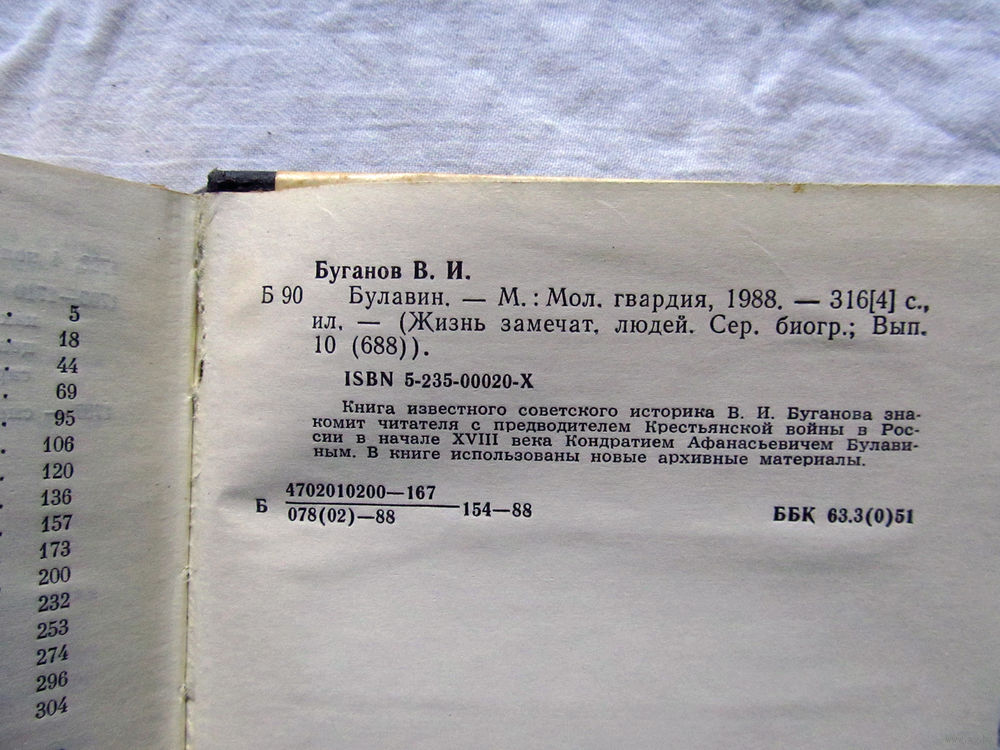 5
18
44
69
95
106
120
136
157
173
200
232
253
274
296
304
Буганов В. И.
Б 90 Булавин. — М. : Мол. гвардия, 1988. — 316[4] с.,
ил. — (Жизнь замечат. людей. Сер. биогр.; Вып.
10 (688)).
ISBN 5-235-00020-X
Книга известного советского историка В. И. Буганова зна-
комит читателя с предводителем Крестьянской войны в Рос-
сии в начале XVIII века Кондратием Афанасьевичем Булави-
ным. В книге использованы новые архивные материалы.
Б 4702010200—167
078(02)—88 154—88
ББК 63.3(0)51